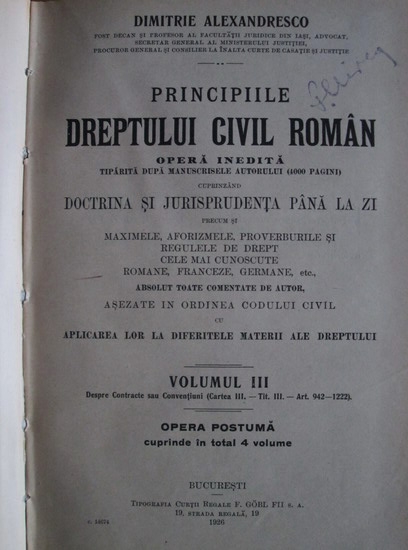 DIMITRIE ALEXANDRESCO
FOST DECAN ȘI PROFESOR AL FACULTĂȚII JURIDICE DIN IAȘI, ADVOCAT,
SECRETAR GENERAL AL MINISTERULUI JUSTIȚIEI,
PROCUROR GENERAL ȘI CONSILIER LA ÎNALTA CURTE DE CASAȚIE ȘI JUSTIȚIE
PRINCIPIILE
DREPTULUI CIVIL ROMÂN
OPERĂ INEDITĂ
TIPĂRITĂ DUPĂ MANUSCRISELE AUTORULUI (4000 PAGINI)
CUPRINZÂND
DOCTRINA ȘI JURISPRUDENȚA PÂNĂ LA ZI
PRECUM ȘI
MAXIMELE, AFORIZMELE, PROVERBURILE ȘI
REGULELE DE DREPT
CELE MAI CUNOSCUTE
ROMANE, FRANCEZE, GERMANE, etc.,
ABSOLUT TOATE COMENTATE DE AUTOR,
AȘEZATE IN ORDINEA CODULUI CIVIL
CU
APLICAREA LOR LA DIFERITELE MATERII ALE DREPTULUI
VOLUMUL III
Despre Contracte sau Convențiuni (Cartea III. — Tit. III. — Art. 942—1222).
OPERA POSTUMĂ
cuprinde în total 4 volume
BUCUREȘTI
TIPOGRAFIA CURȚII REGALE F. GÖBL FII S. A.
19, STRADA REGALĂ, 19
1926